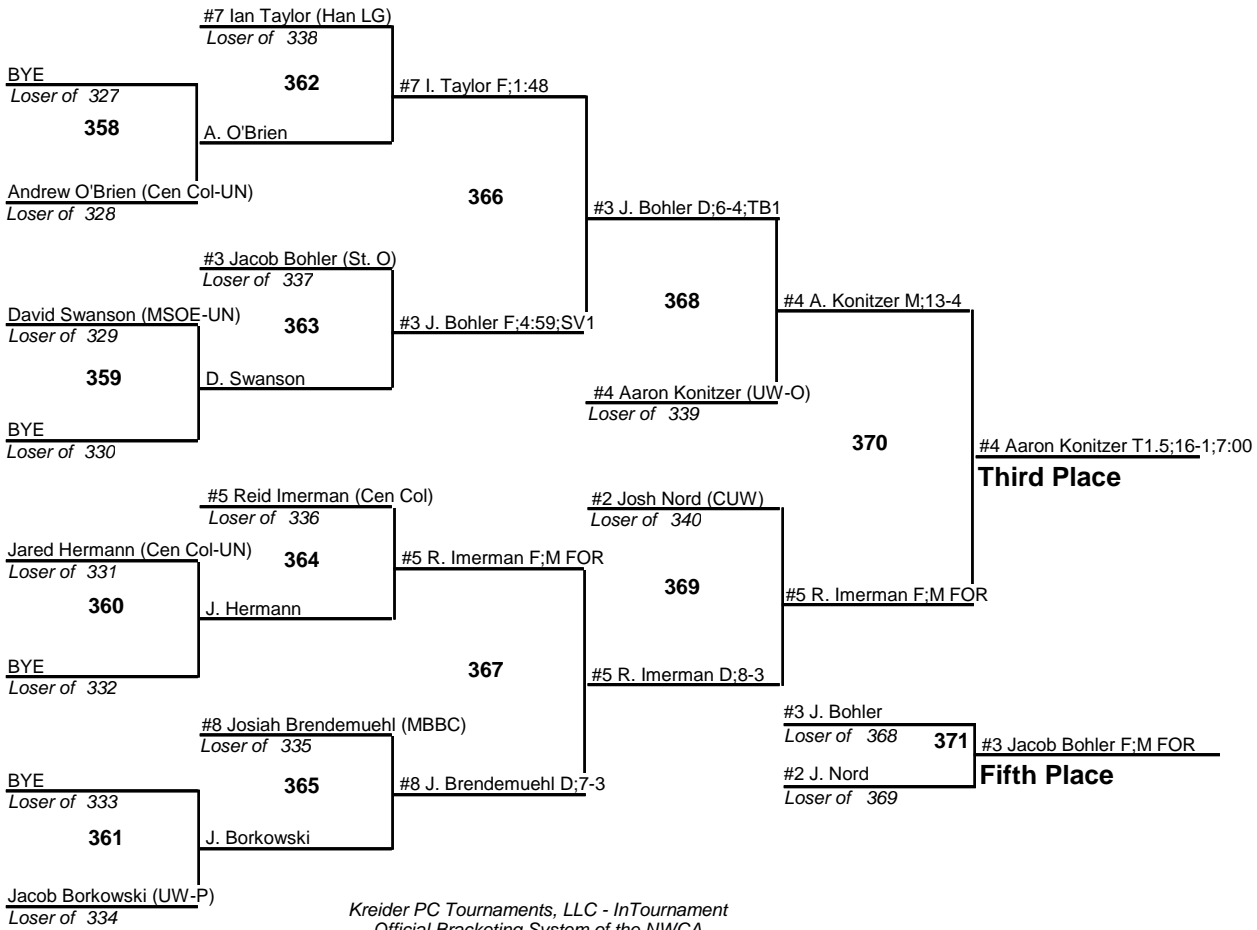 #7 Ian Taylor (Han LG)
Loser of 338
BYE
Loser of 327
362
#7 I. Taylor F;1:48
358
A. O'Brien
Andrew O'Brien (Cen Col-UN)
Loser of 328
366
#3 J. Bohler D;6-4;TB1
#3 Jacob Bohler (St. O)
Loser of 337
David Swanson (MSOE-UN)
Loser of 329
363
#3 J. Bohler F;4:59;SV1
368
#4 A. Konitzer M;13-4
359
D. Swanson
#4 Aaron Konitzer (UW-O)
Loser of 339
BYE
Loser of 330
370
#4 Aaron Konitzer T1.5;16-1;7:00
Third Place
#5 Reid Imerman (Cen Col)
Loser of 336
#2 Josh Nord (CUW)
Loser of 340
Jared Hermann (Cen Col-UN)
Loser of 331
364
#5 R. Imerman F;M FOR
369
#5 R. Imerman F;M FOR
360
J. Hermann
BYE
Loser of 332
367
#5 R. Imerman D;8-3
#8 Josiah Brendemuehl (MBBC)
Loser of 335
#3 J. Bohler
Loser of 368
371
#3 Jacob Bohler F;M FOR
Fifth Place
#2 J. Nord
Loser of 369
BYE
Loser of 333
365
#8 J. Brendemuehl D;7-3
361
J. Borkowski
Jacob Borkowski (UW-P)
Loser of 334
Kreider PC Tournaments, LLC - InTournament
Official Bracketing System of the NWCA